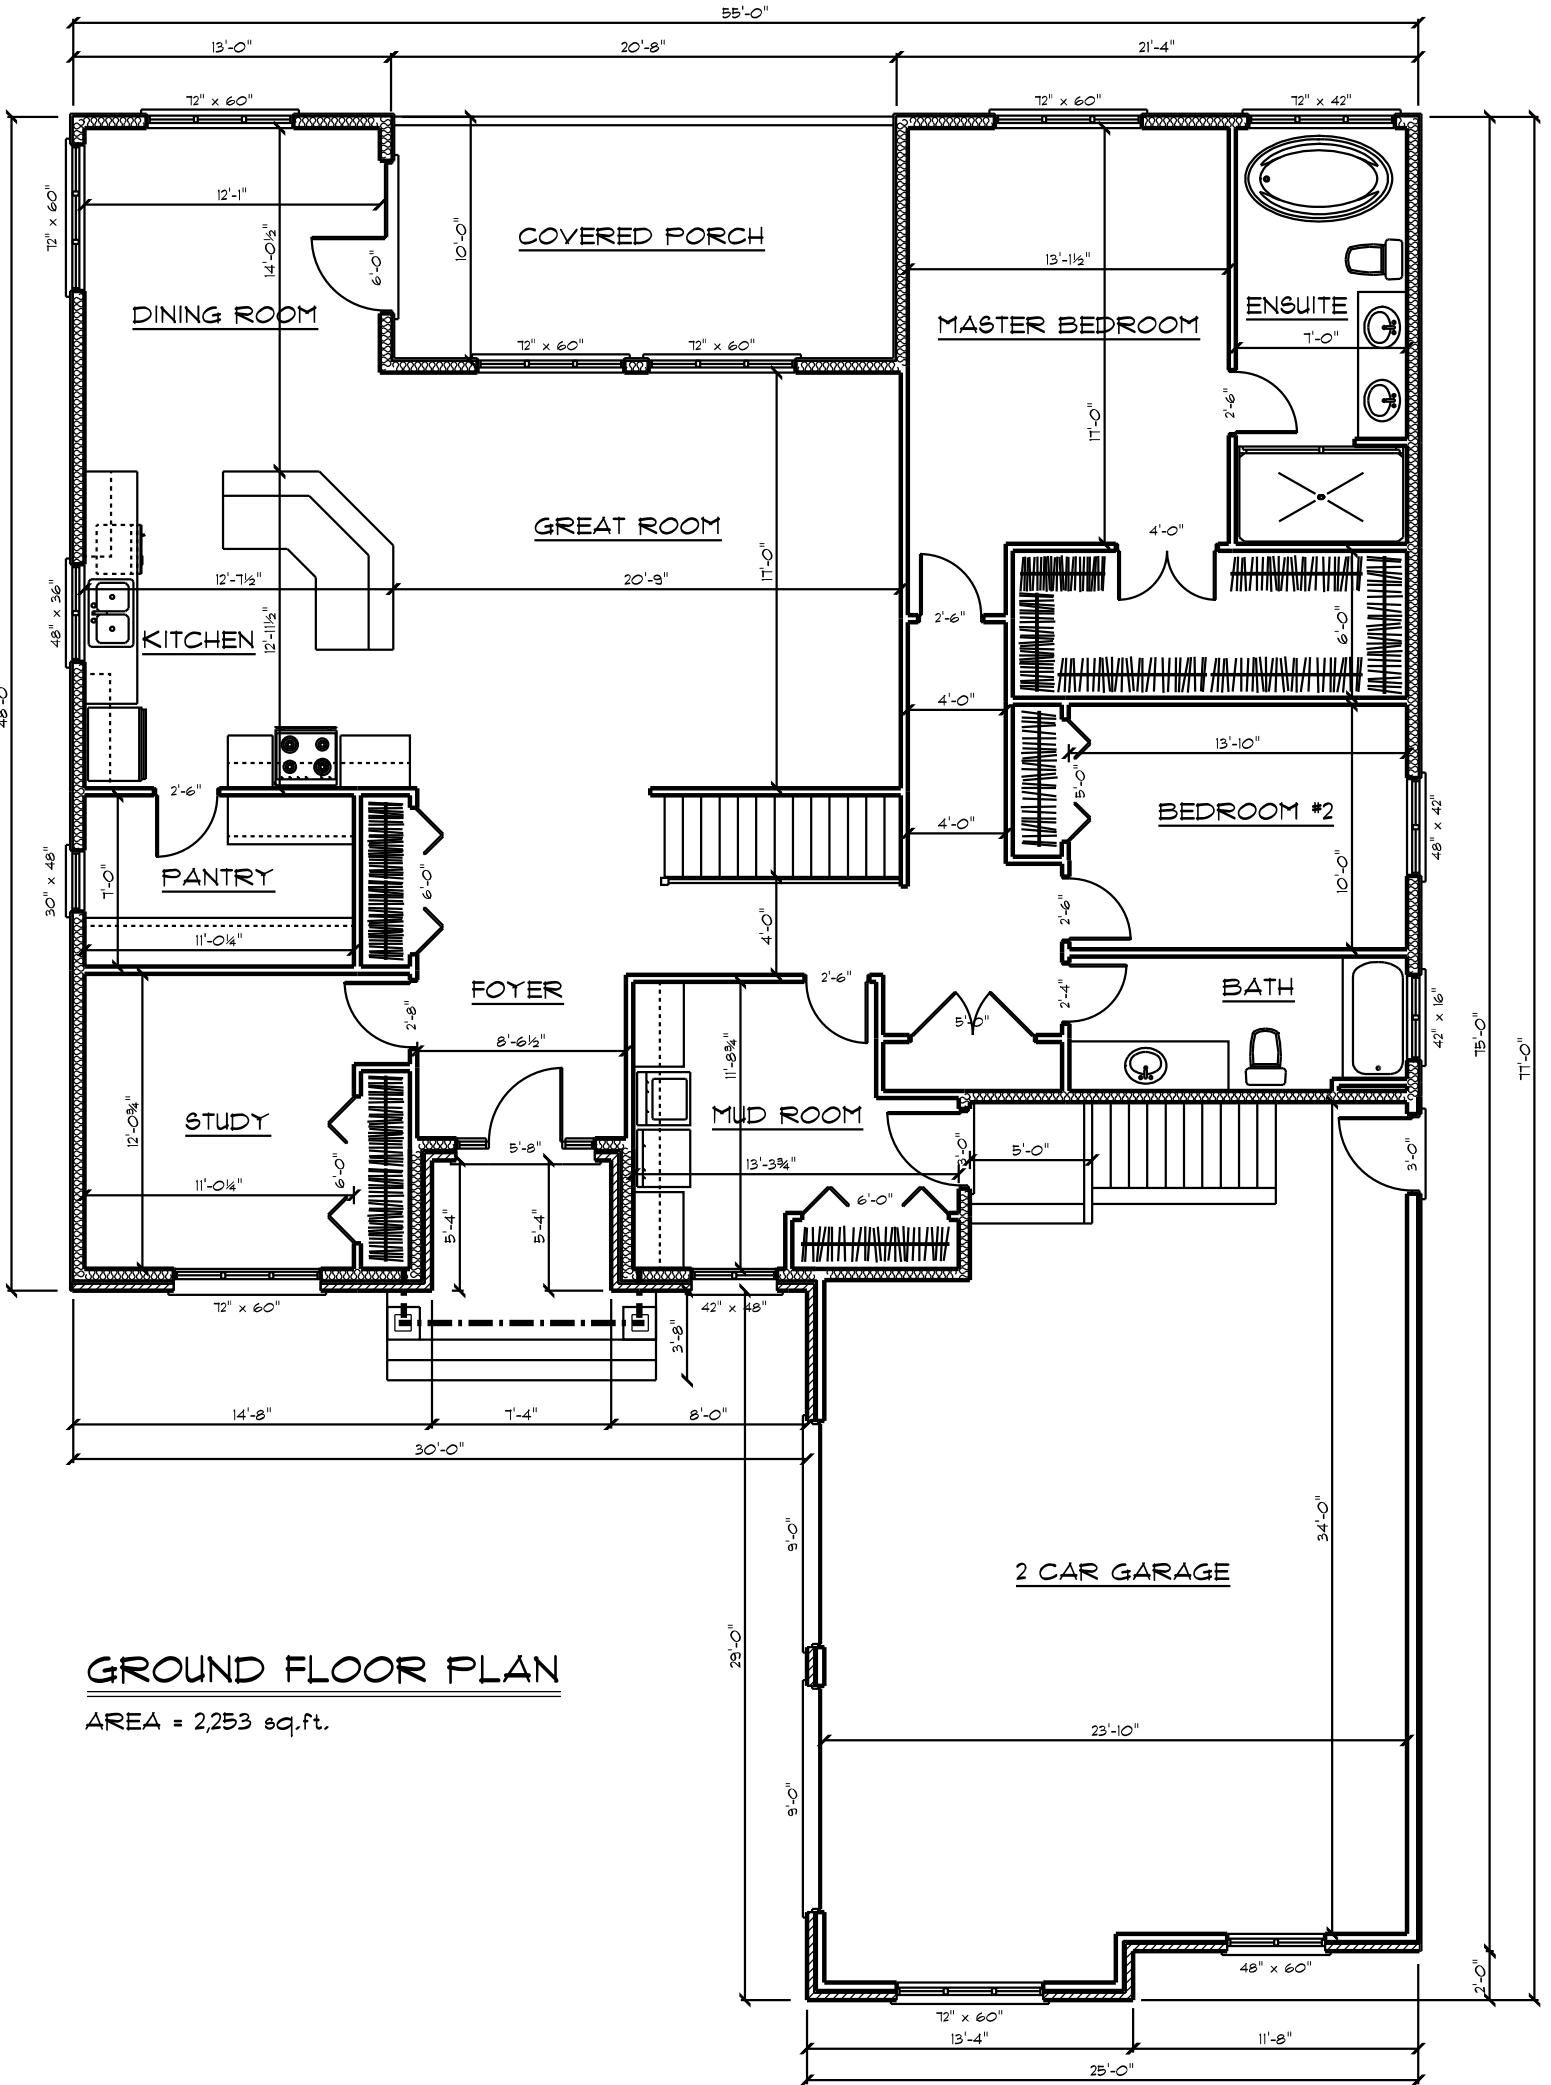 55'-0"
13'-0"
20'-8"
21'-4"
72" x 60"
72" x 60"
72" x 42"
72" x 60"
12'-1"
14'-0½"
6'-0"
10'-0"
COVERED PORCH
13'-1½"
DINING ROOM
MASTER BEDROOM
ENSUITE
7'-0"
72" x 60"
72" x 60"
2'-6"
17'-0"
GREAT ROOM
4'-0"
48" x 36"
12'-7½"
20'-9"
17'-0"
2'-6"
6'-0"
KITCHEN
12'-11½"
48'-0
4'-0"
13'-10"
5'-0"
2'-6"
BEDROOM #2
48" x 42"
4'-0"
30" x 48"
7'-0"
PANTRY
6'-0"
10'-0"
2'-6"
11'-0¼"
4'-0"
FOYER
2'-6"
BATH
2'-4"
42" x 16"
75'-0"
77'-0"
2'-8"
8'-6½"
11'-8¾"
5'-0"
STUDY
12'-0¾"
MUD ROOM
5'-8"
3'-0"
5'-0"
3'-0"
13'-3¾"
11'-0¼"
6'-0"
6'-0"
5'-4"
5'-4"
72" x 60"
42" x 48"
3'-8"
14'-8"
7'-4"
8'-0"
30'-0"
9'-0"
34'-0"
2 CAR GARAGE
29'-0"
GROUND FLOOR PLAN
AREA = 2,253 sq.ft.
23'-10"
9'-0"
48" x 60"
2'-0"
72" x 60"
13'-4"
11'-8"
25'-0"